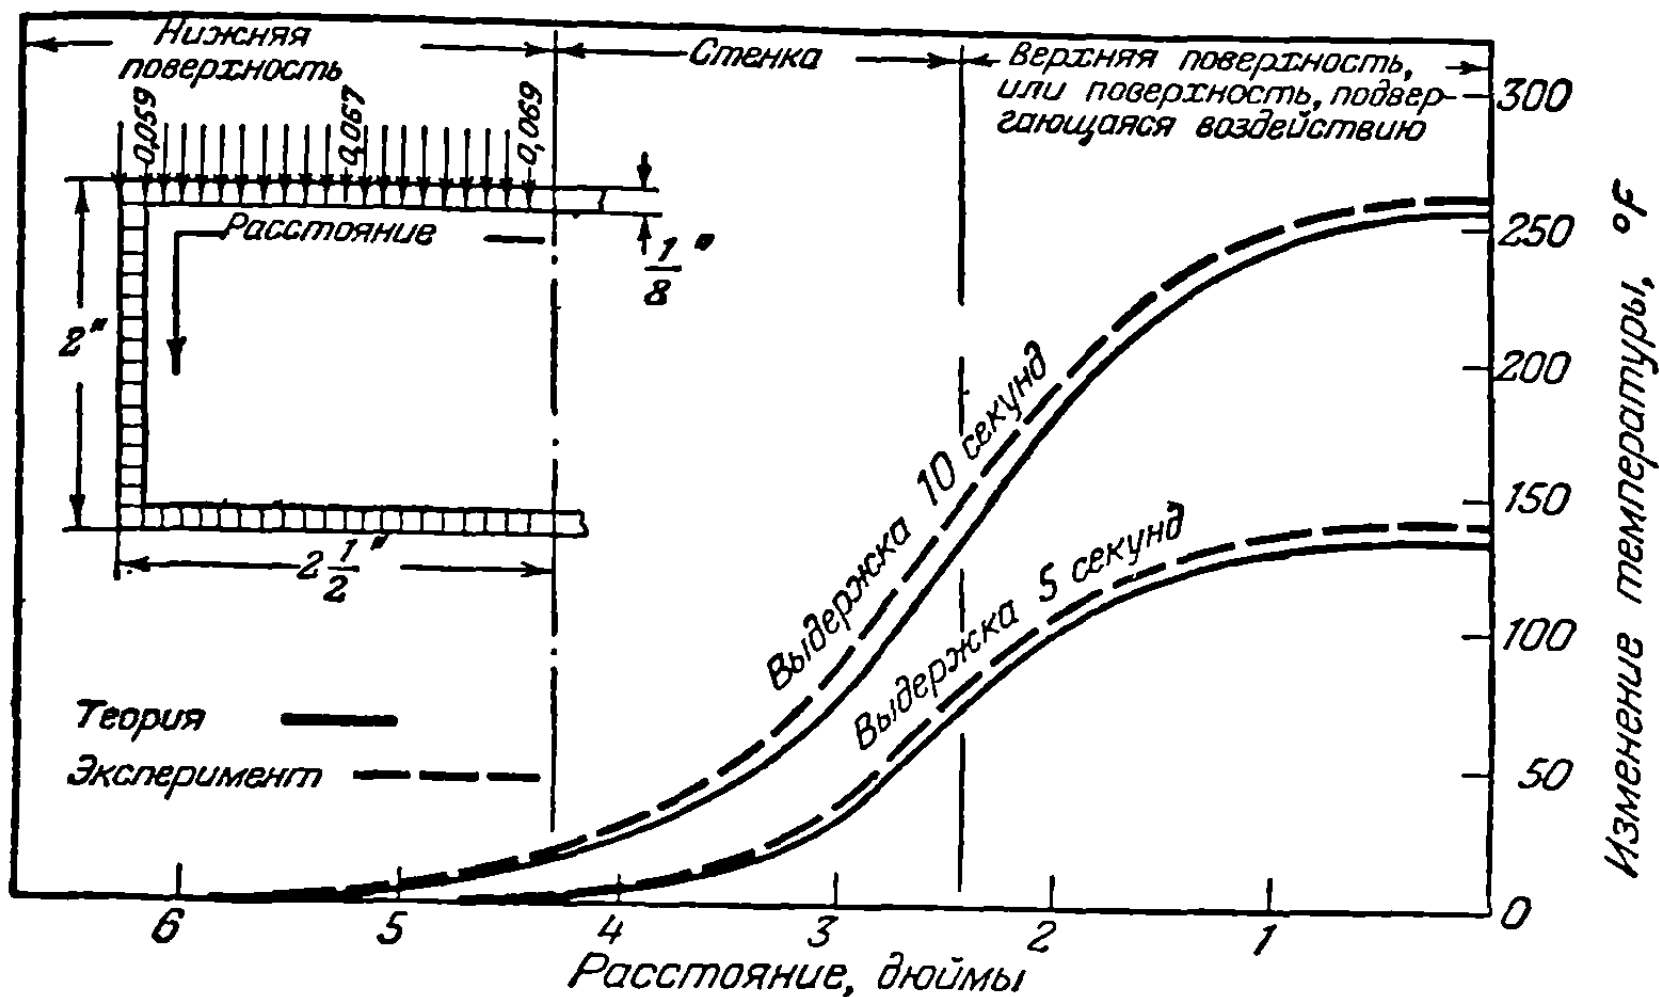 Нижняя
поверхность
Стенка
Верхняя поверхность,
или поверхность, подвер-
гающаяся воздействию
0,059
0,067
0,069
Расстояние
1/8"
2"
2 1/2"
Выдержка 10 секунд
Выдержка 5 секунд
Теория
Эксперимент
300
250
200
150
100
50
0
Изменение температуры, °F
6 5 4 3 2 1
Расстояние, дюймы